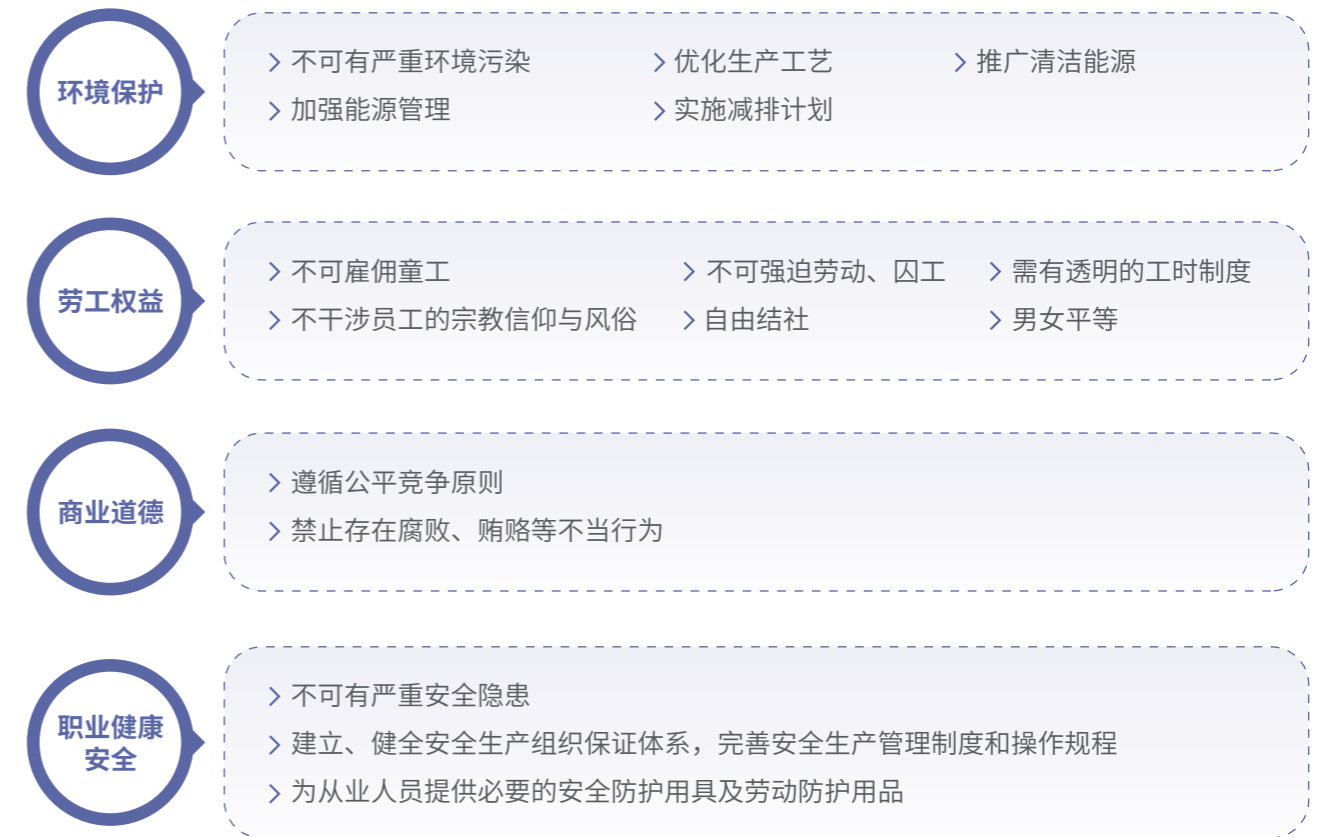 环境保护
不可有严重环境污染
优化生产工艺
推广清洁能源
加强能源管理
实施减排计划
劳工权益
不可雇佣童工
不可强迫劳动、囚工
需有透明的工时制度
不干涉员工的宗教信仰与风俗
自由结社
男女平等
商业道德
遵循公平竞争原则
禁止存在腐败、贿赂等不当行为
职业健康
安全
不可有严重安全隐患
建立、健全安全生产组织保证体系，完善安全生产管理制度和操作规程
为从业人员提供必要的安全防护用具及劳动防护用品